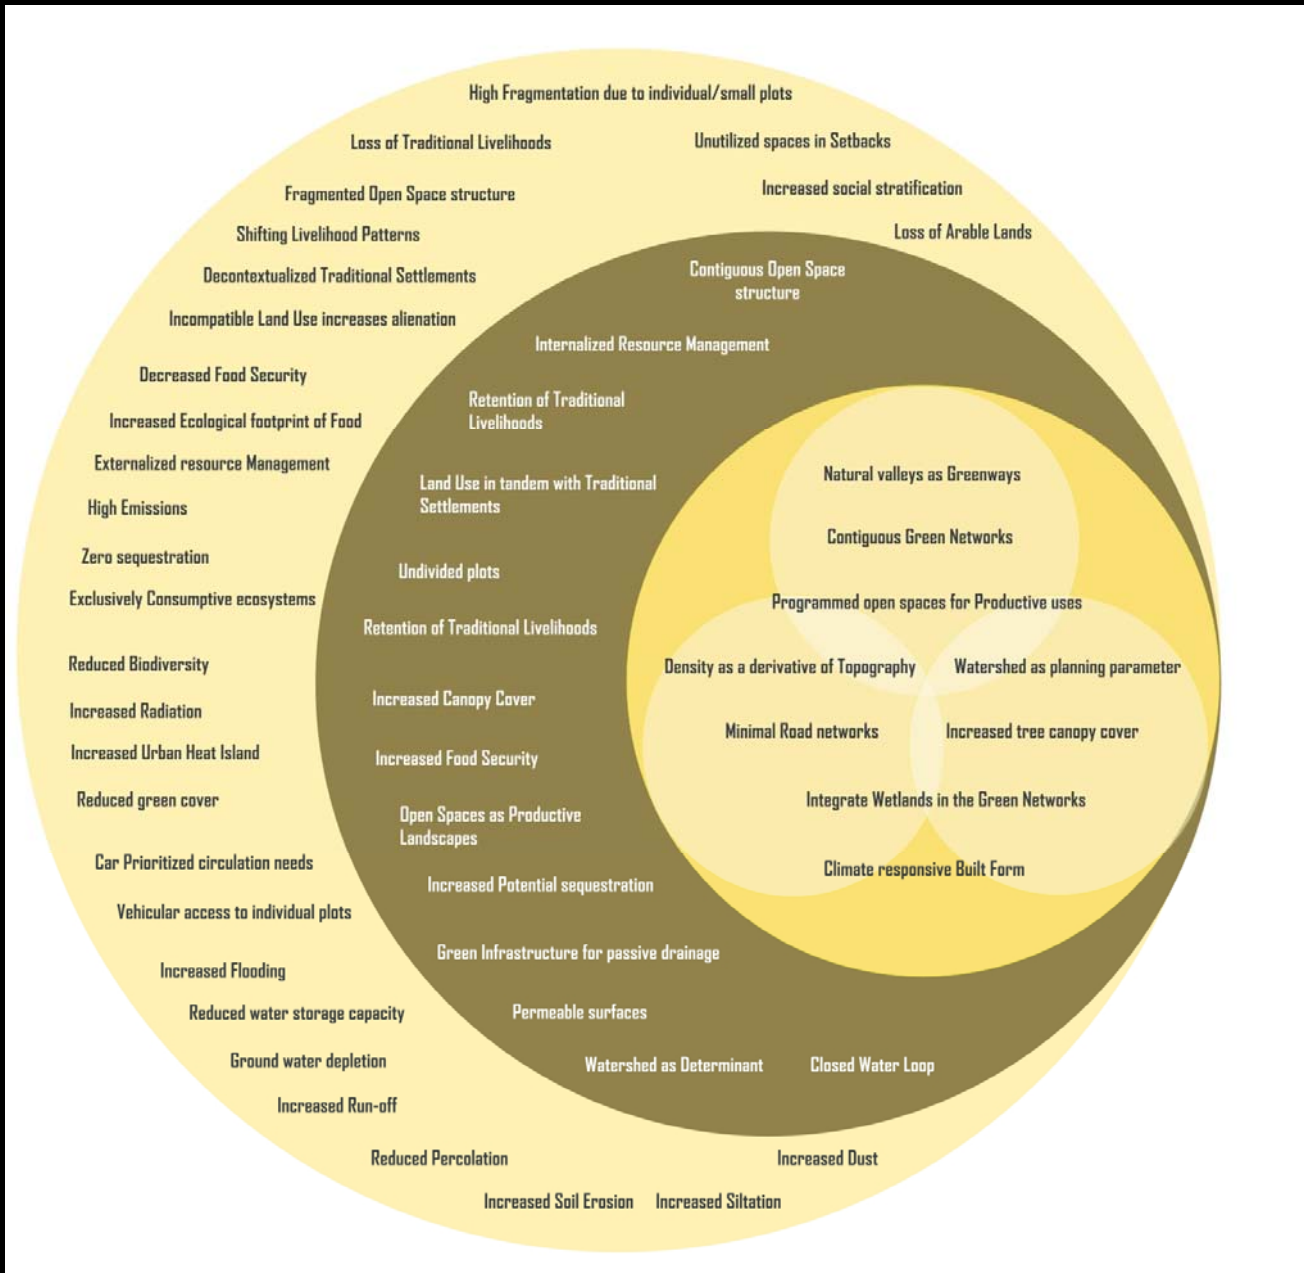 High Fragmentation due to individual/small plots
Loss of Traditional Livelihoods
Unutilized spaces in Setbacks
Fragmented Open Space structure
Increased social stratification
Shifting Livelihood Patterns
Loss of Arable Lands
Decontextualized Traditional Settlements
Incompatible Land Use increases alienation
Decreased Food Security
Increased Ecological footprint of Food
Externalized resource Management
High Emissions
Zero sequestration
Exclusively Consumptive ecosystems
Reduced Biodiversity
Increased Radiation
Increased Urban Heat Island
Reduced green cover
Car Prioritized circulation needs
Vehicular access to individual plots
Increased Flooding
Reduced water storage capacity
Ground water depletion
Increased Run-off
Reduced Percolation
Increased Dust
Increased Soil Erosion
Increased Siltation
Contiguous Open Space
structure
Internalized Resource Management
Retention of Traditional
Livelihoods
Land Use in tandem with Traditional
Settlements
Undivided plots
Retention of Traditional Livelihoods
Increased Canopy Cover
Increased Food Security
Open Spaces as Productive
Landscapes
Increased Potential sequestration
Green Infrastructure for passive drainage
Permeable surfaces
Watershed as Determinant
Closed Water Loop
Natural valleys as Greenways
Contiguous Green Networks
Programmed open spaces for Productive uses
Density as a derivative of Topography
Watershed as planning parameter
Minimal Road networks
Increased tree canopy cover
Integrate Wetlands in the Green Networks
Climate responsive Built Form